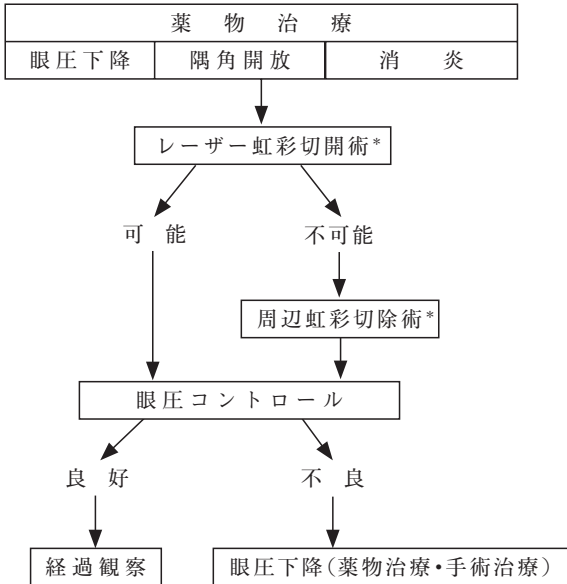 薬物治療
眼圧下降 隅角開放 消炎
レーザー虹彩切開術*
可能 不可能
周辺虹彩切除術*
眼圧コントロール
良好 不良
経過観察 眼圧下降(薬物治療・手術治療)